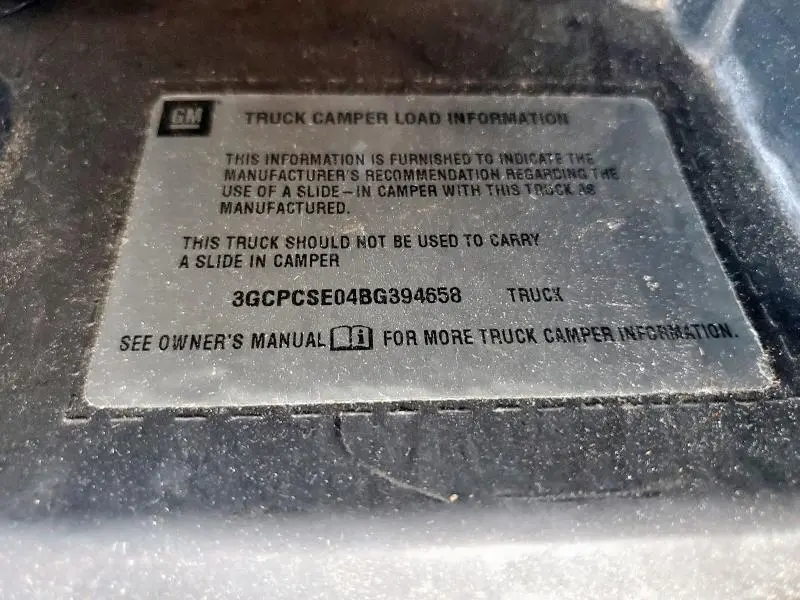 GM TRUCK CAMPER LOAD INFORMATION
THIS INFORMATION IS FURNISHED TO INDICATE THE
MANUFACTURER'S RECOMMENDATION REGARDING THE
USE OF A SLIDE-IN CAMPER WITH THIS TRUCK AS
MANUFACTURED.
THIS TRUCK SHOULD NOT BE USED TO CARRY
A SLIDE IN CAMPER
3GCPCSE04BG394658 TRUCK
SEE OWNER'S MANUAL i FOR MORE TRUCK CAMPER INFORMATION.